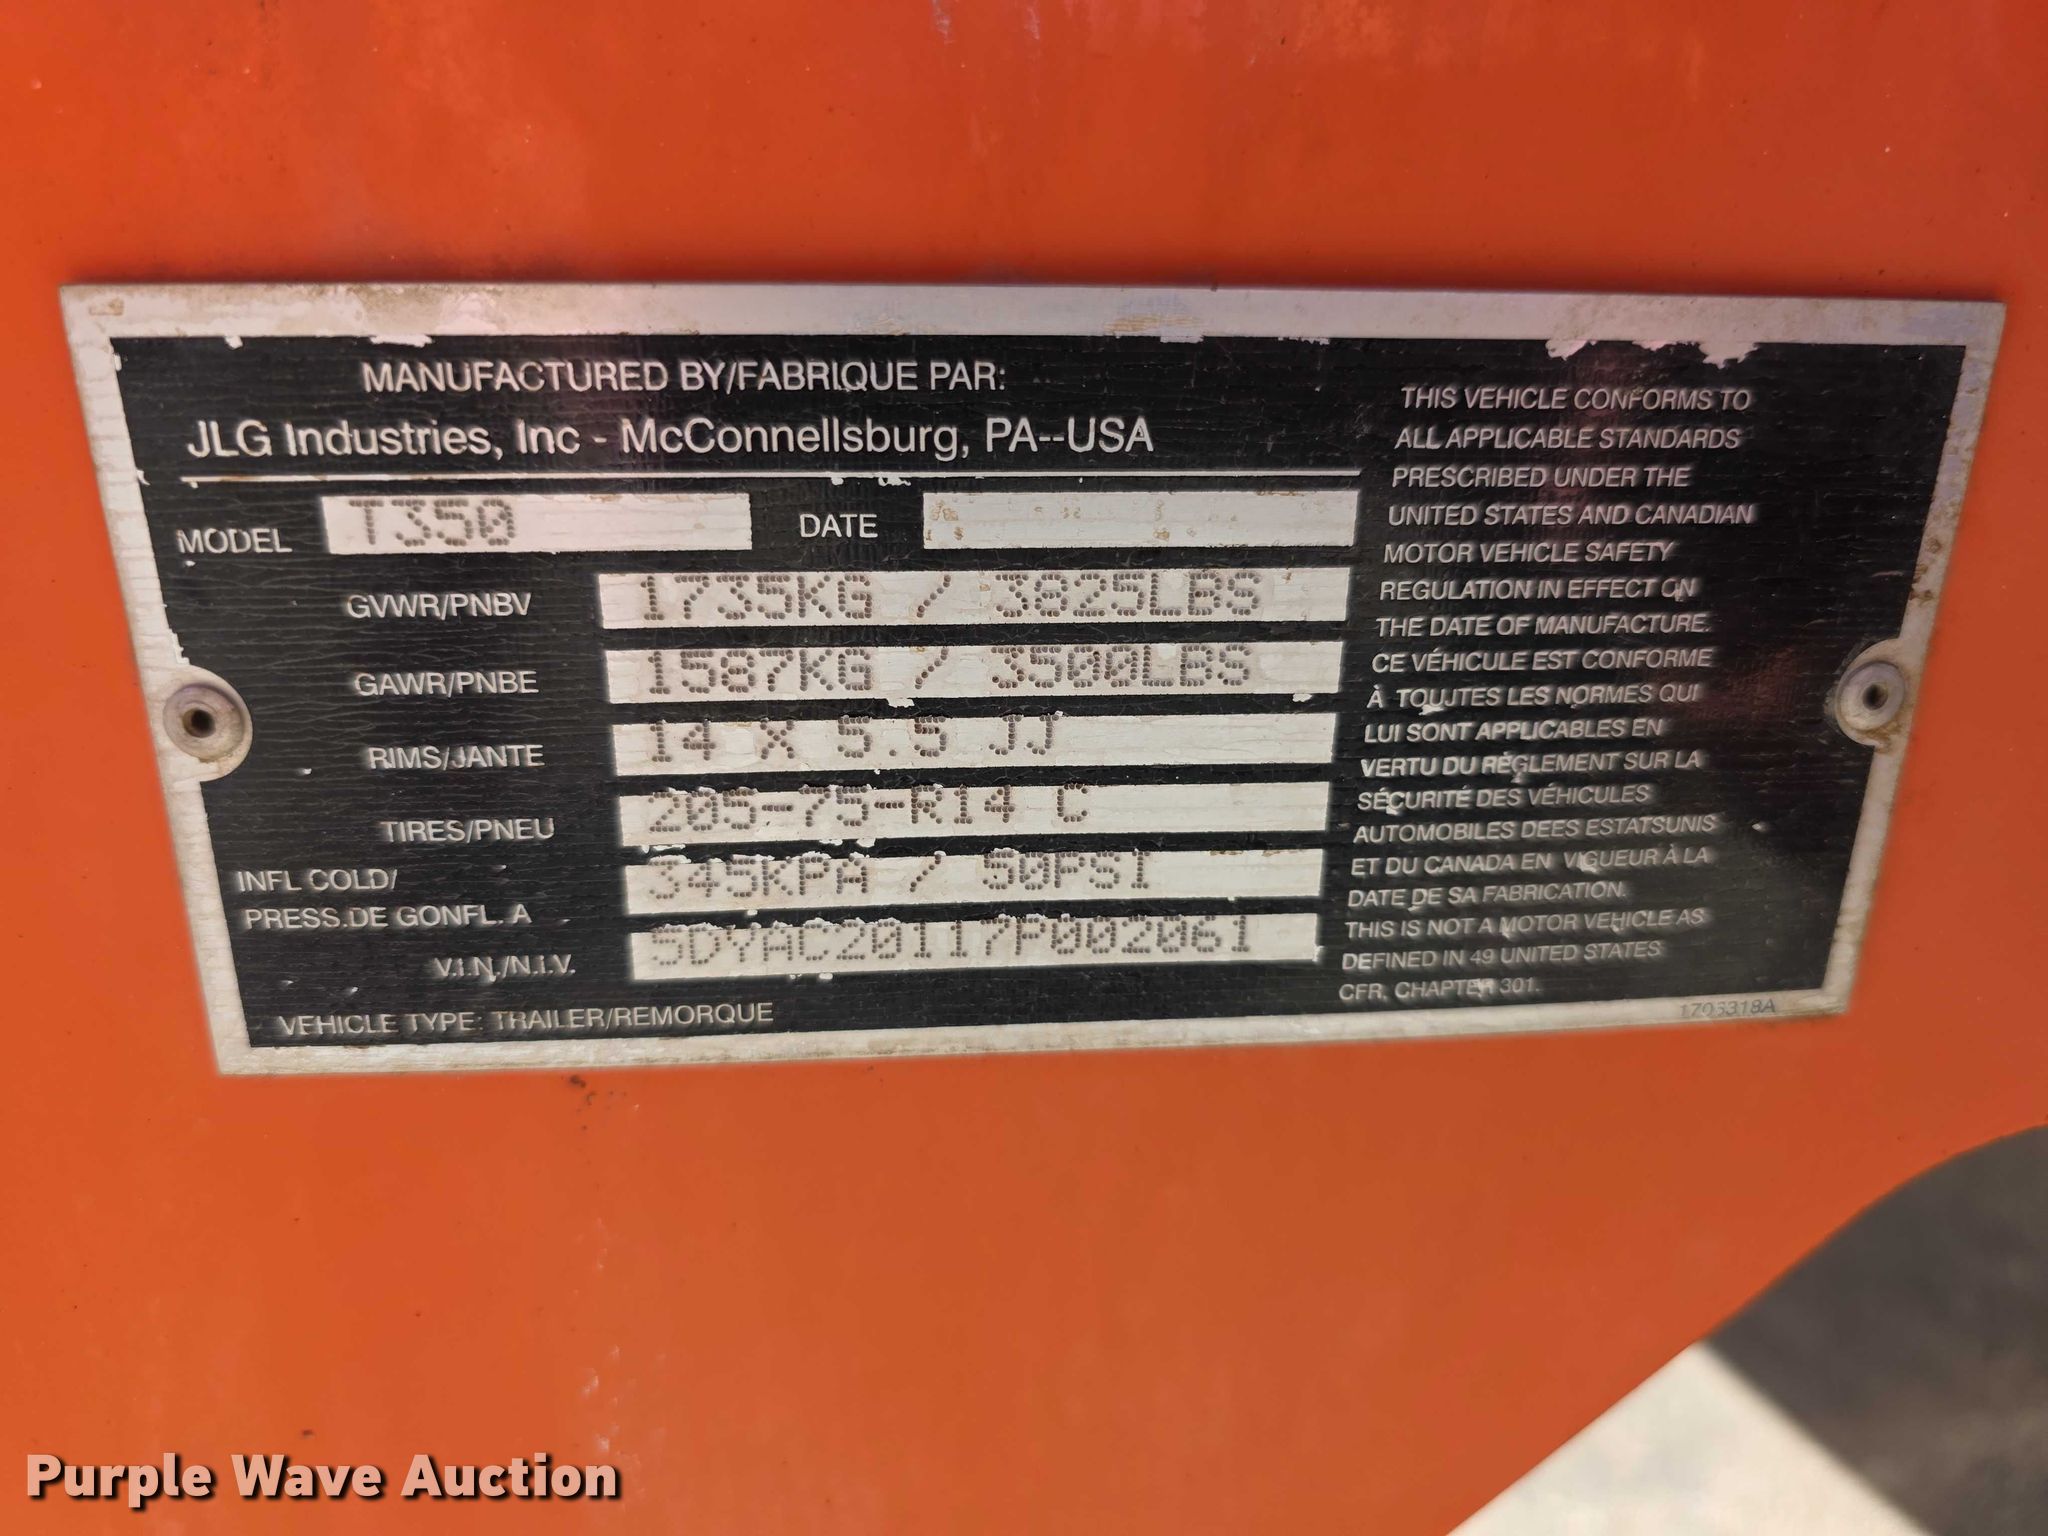 MANUFACTURED BY/FABRIQUE PAR:
JLG Industries, Inc - McConnellsburg, PA--USA
MODEL T350 DATE
GVWR/PNBV 1735KG / 3825LBS
GAWR/PNBE 1587KG / 3500LBS
RIMS/JANTE 14 X 5.5 JJ
TIRES/PNEU 205-75-R14 C
INFL COLD/
PRESS.DE GONFL. A 345KPA / 50PSI
V.I.N./N.I.V. 5DYAC20117P002061
VEHICLE TYPE: TRAILER/REMORQUE
THIS VEHICLE CONFORMS TO
ALL APPLICABLE STANDARDS
PRESCRIBED UNDER THE
UNITED STATES AND CANADIAN
MOTOR VEHICLE SAFETY
REGULATION IN EFFECT ON
THE DATE OF MANUFACTURE.
CE VÉHICULE EST CONFORME
À TOUJTES LES NORMES QUI
LUI SONT APPLICABLES EN
VERTU DU RÈGLEMENT SUR LA
SÉCURITÉ DES VÉHICULES
AUTOMOBILES DEES ESTATSUNIS
ET DU CANADA EN VIGUEUR À LA
DATE DE SA FABRICATION.
THIS IS NOT A MOTOR VEHICLE AS
DEFINED IN 49 UNITED STATES
CFR, CHAPTER 301.
1706318A
Purple Wave Auction